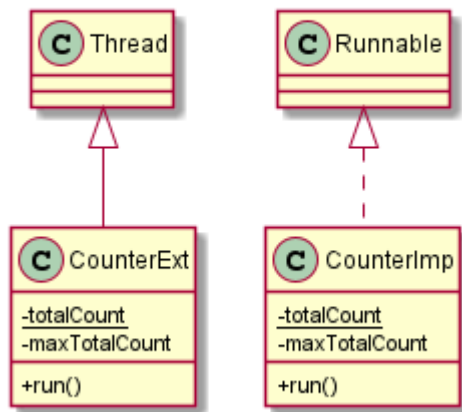 C Thread
C Runnable
C CounterExt
-totalCount
-maxTotalCount
+run()
C CounterImp
-totalCount
-maxTotalCount
+run()